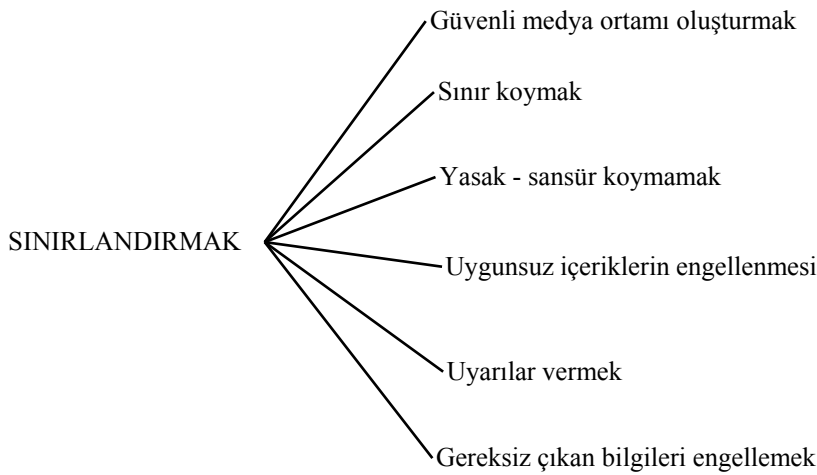 Güvenli medya ortamı oluşturmak
Sınır koymak
Yasak - sansür koymamak
SINIRLANDIRMAK
Uygunsuz içeriklerin engellenmesi
Uyarılar vermek
Gereksiz çıkan bilgileri engellemek